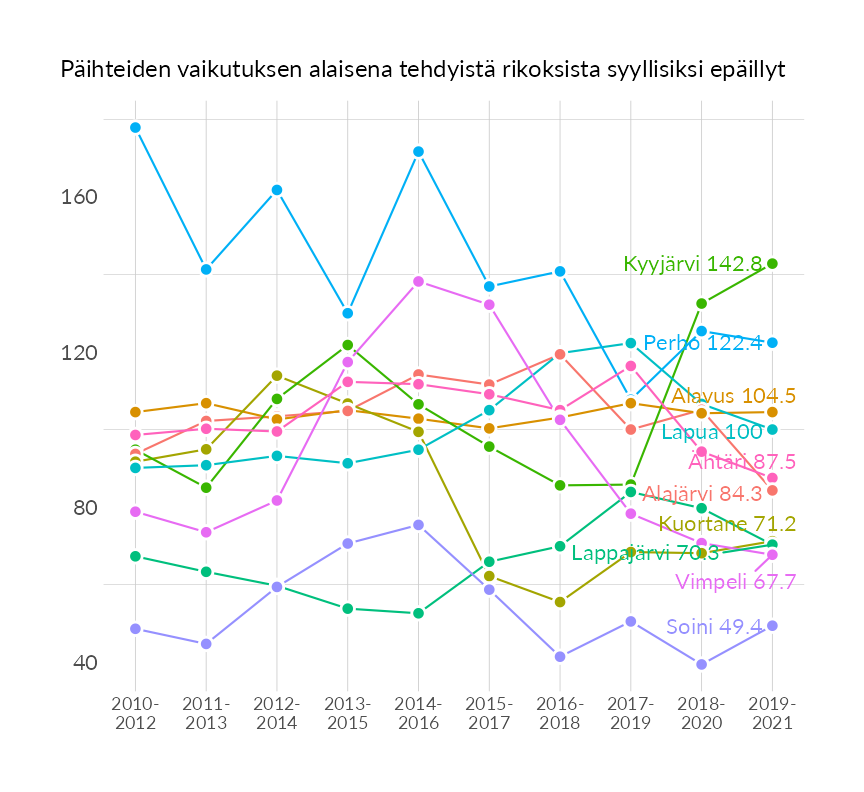 Päihteiden vaikutuksen alaisena tehdyistä rikoksista syyllisiksi epäillyt
160
Kyyjärvi 142.8
Perho 122.4
120
Alavus 104.5
Lapua 100
Ähtäri 87.5
Alajärvi 84.3
80
Kuortane 71.2
Lappajärvi 70.3
Vimpeli 67.7
Soini 49.4
40
2010- 2011- 2012- 2013- 2014- 2015- 2016- 2017- 2018- 2019-
2012 2013 2014 2015 2016 2017 2018 2019 2020 2021